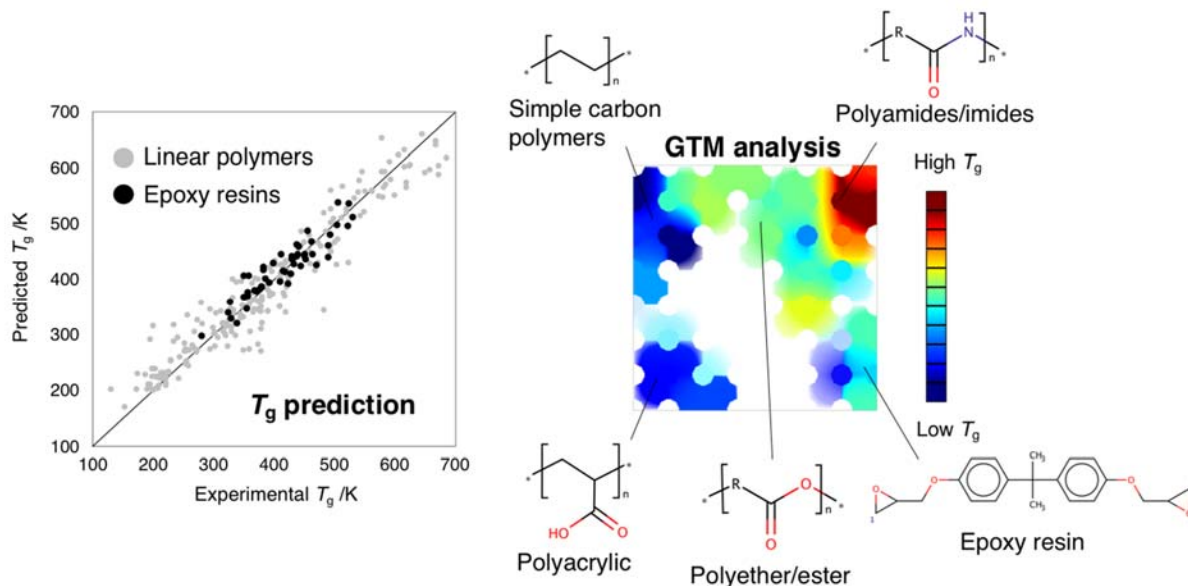 700
600
500
400
300
200
100
Predicted Tg /K
Linear polymers
Epoxy resins
Tg prediction
100 200 300 400 500 600 700
Experimental Tg /K
* [ ]n *
Simple carbon
polymers
* R H N O n *
Polyamides/imides
GTM analysis
High Tg
Low Tg
* n * HO O
Polyacrylic
* R O O n *
Polyether/ester
O 1 O CH3 CH3 O O
Epoxy resin